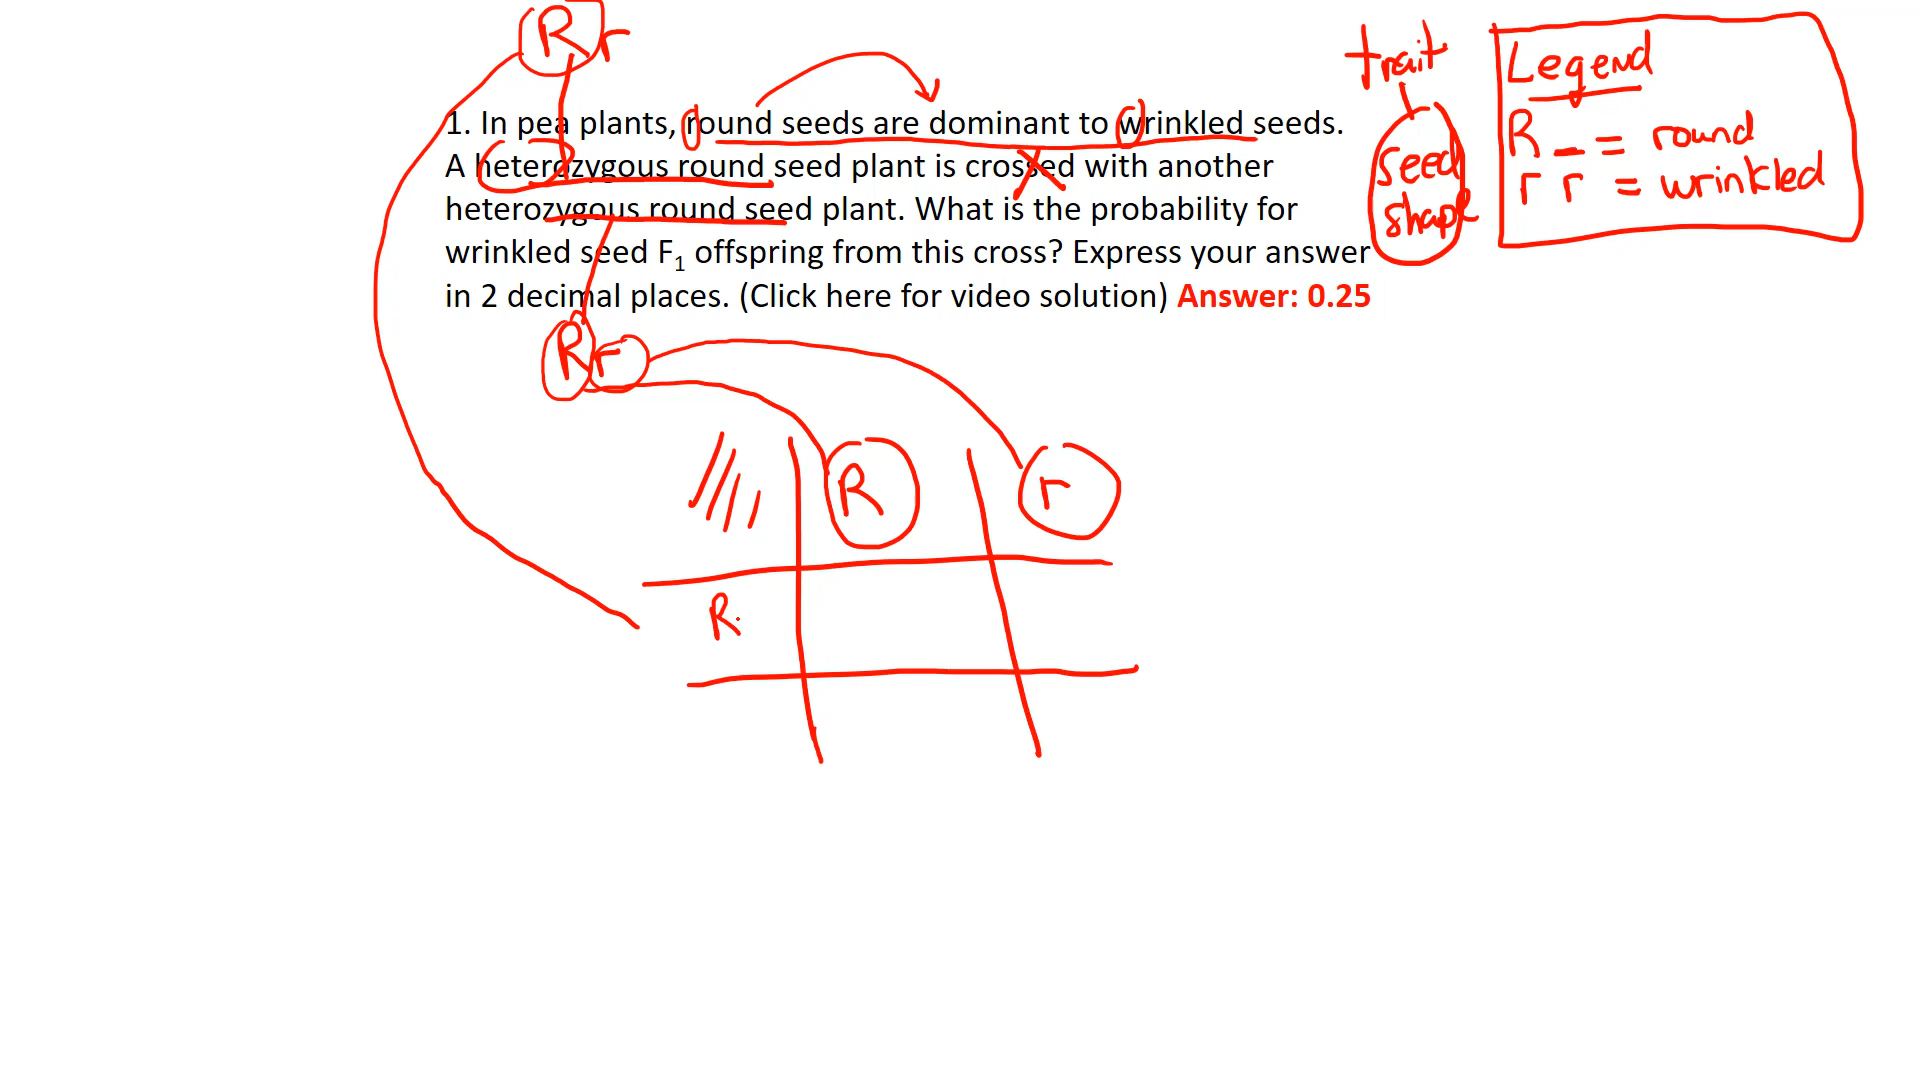 Rr
1. In pea plants, round seeds are dominant to wrinkled seeds.
A heterozygous round seed plant is crossed with another
heterozygous round seed plant. What is the probability for
wrinkled seed F₁ offspring from this cross? Express your answer
in 2 decimal places. (Click here for video solution) Answer: 0.25
trait
seed
shape
Legend
R _ = round
r r = wrinkled
Rr
R r
R